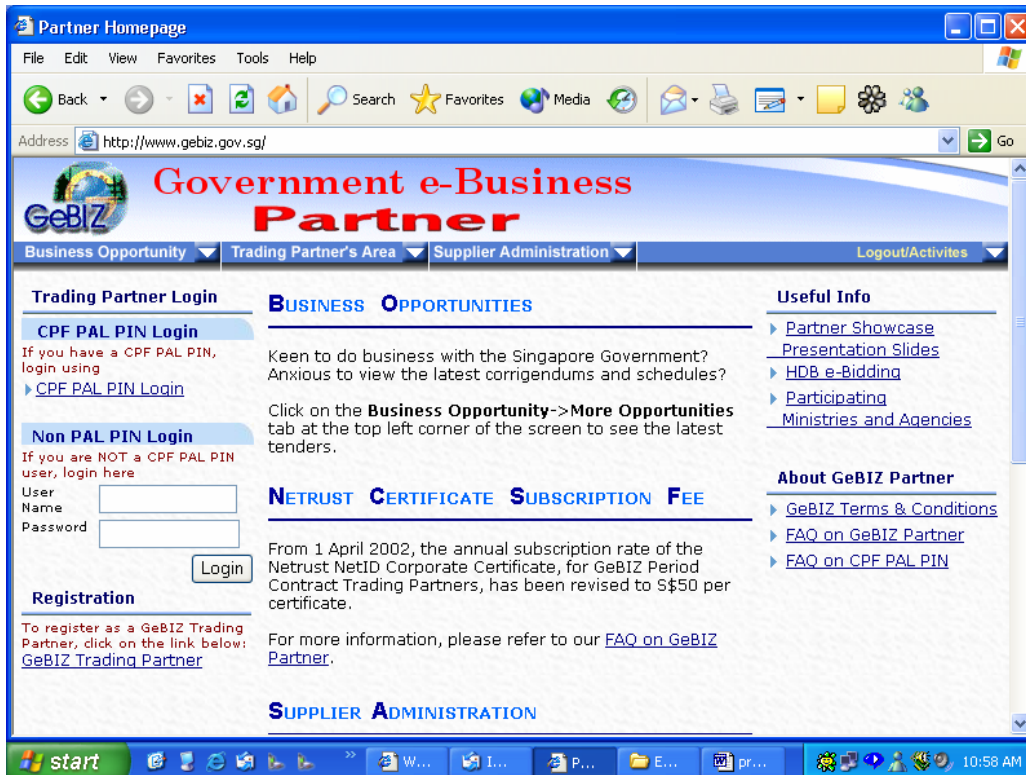 Partner Homepage
File Edit View Favorites Tools Help
Back Search Favorites Media
Address http://www.gebiz.gov.sg/ Go
GeBIZ
Government e-Business
Partner
Business Opportunity Trading Partner's Area Supplier Administration Logout/Activites
Trading Partner Login
CPF PAL PIN Login
If you have a CPF PAL PIN,
login using
CPF PAL PIN Login
Non PAL PIN Login
If you are NOT a CPF PAL PIN
user, login here
User
Name
Password
Login
Registration
To register as a GeBIZ Trading
Partner, click on the link below:
GeBIZ Trading Partner
BUSINESS OPPORTUNITIES
Keen to do business with the Singapore Government?
Anxious to view the latest corrigendums and schedules?
Click on the Business Opportunity->More Opportunities
tab at the top left corner of the screen to see the latest
tenders.
NETRUST CERTIFICATE SUBSCRIPTION FEE
From 1 April 2002, the annual subscription rate of the
Netrust NetID Corporate Certificate, for GeBIZ Period
Contract Trading Partners, has been revised to S$50 per
certificate.
For more information, please refer to our FAQ on GeBIZ
Partner.
SUPPLIER ADMINISTRATION
Useful Info
Partner Showcase
Presentation Slides
HDB e-Bidding
Participating
Ministries and Agencies
About GeBIZ Partner
GeBIZ Terms & Conditions
FAQ on GeBIZ Partner
FAQ on CPF PAL PIN
start W... I... P... E... pr... 10:58 AM